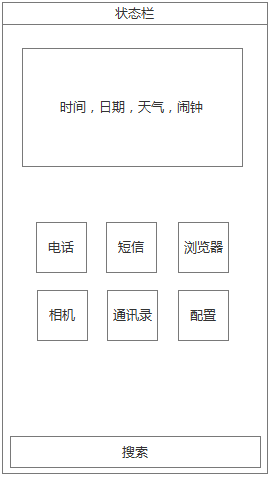 状态栏
时间，日期，天气，闹钟
电话
短信
浏览器
相机
通讯录
配置
搜索